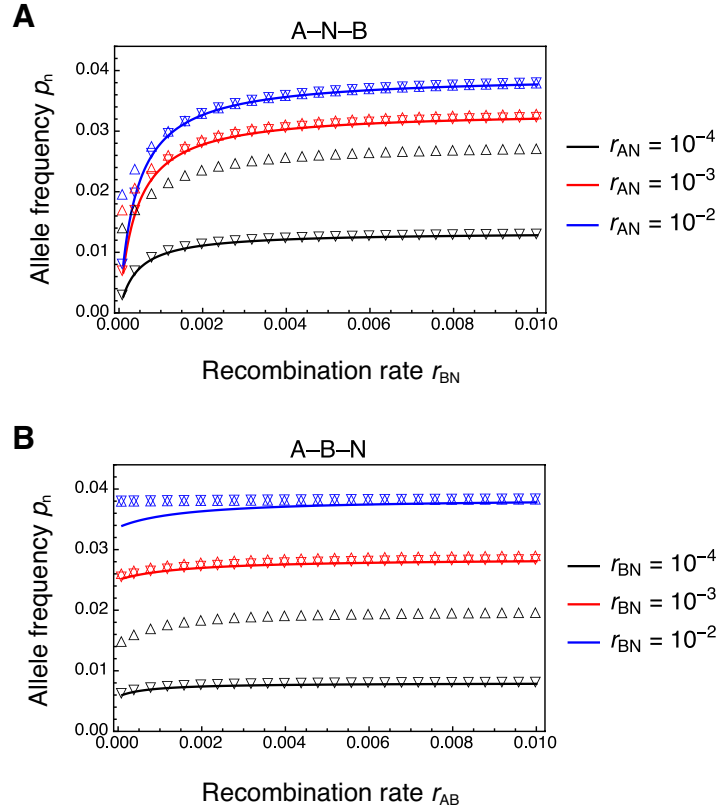 A
A–N–B
Allele frequency pn
0.04
0.03
0.02
0.01
0.00
0.000 0.002 0.004 0.006 0.008 0.010
Recombination rate rBN
rAN = 10⁻⁴
rAN = 10⁻³
rAN = 10⁻²
B
A–B–N
Allele frequency pn
0.04
0.03
0.02
0.01
0.00
0.000 0.002 0.004 0.006 0.008 0.010
Recombination rate rAB
rBN = 10⁻⁴
rBN = 10⁻³
rBN = 10⁻²